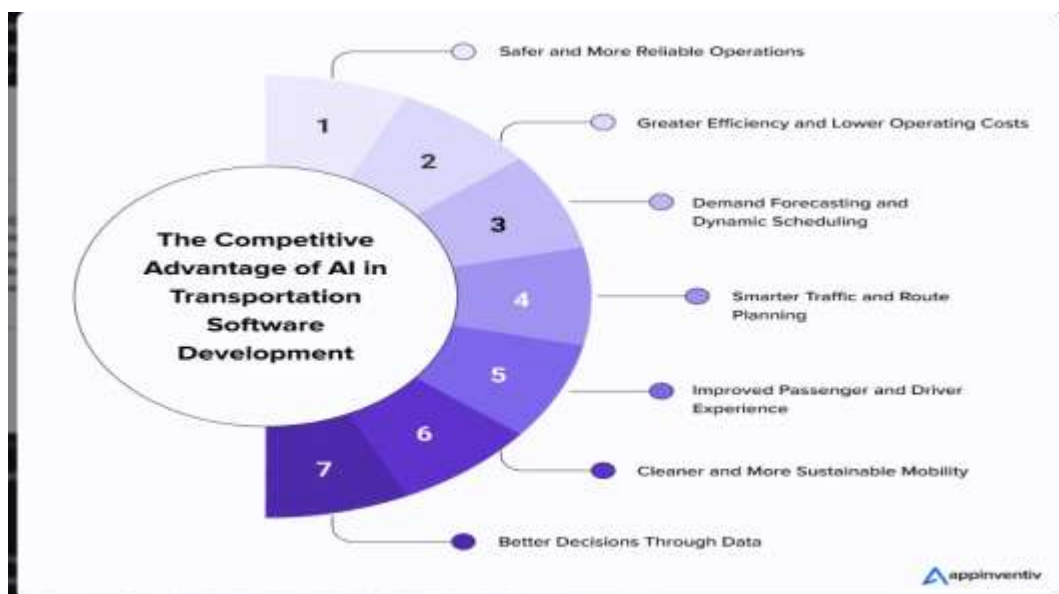 The Competitive
Advantage of AI in
Transportation
Software
Development
1
Safer and More Reliable Operations
2
Greater Efficiency and Lower Operating Costs
3
Demand Forecasting and
Dynamic Scheduling
4
Smarter Traffic and Route
Planning
5
Improved Passenger and Driver
Experience
6
Cleaner and More Sustainable Mobility
7
Better Decisions Through Data
appinventiv